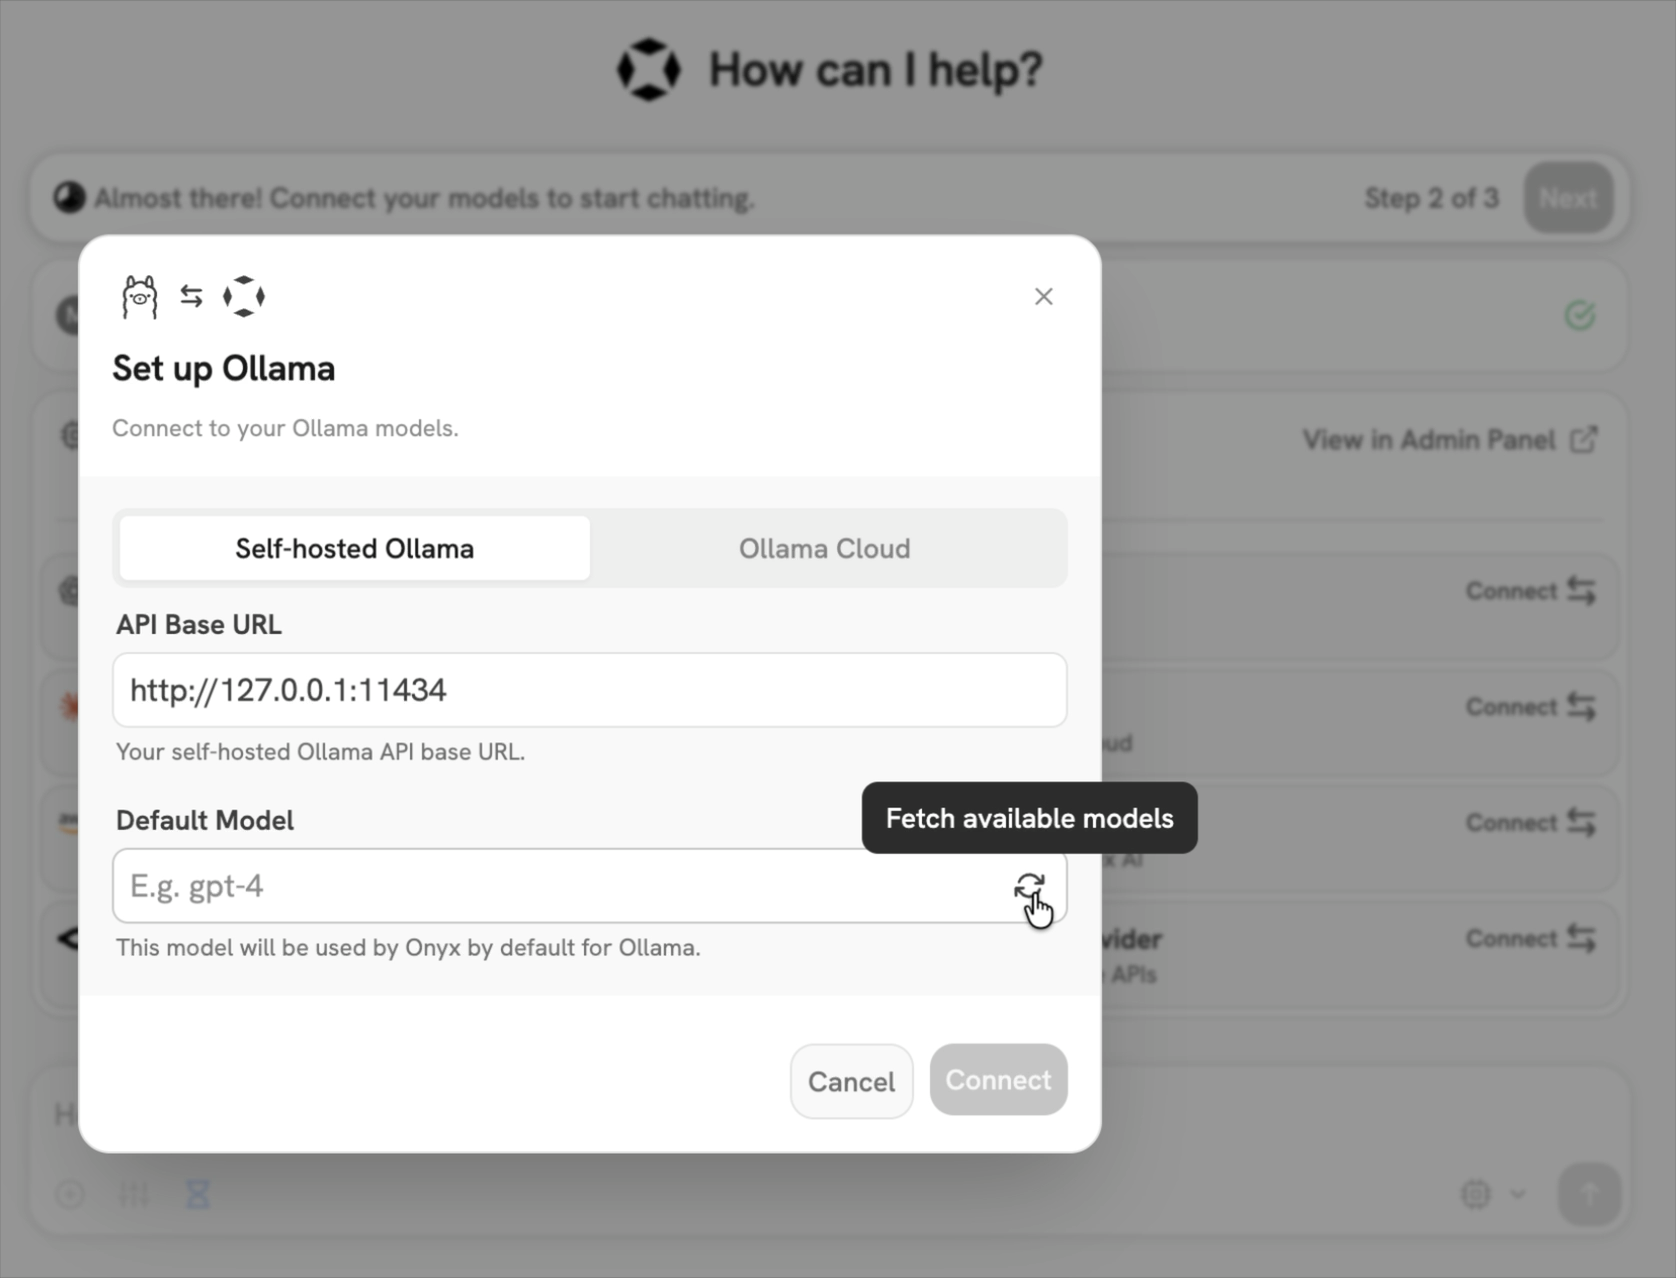 How can I help?
Almost there! Connect your models to start chatting.
Step 2 of 3
Next
Set up Ollama
Connect to your Ollama models.
View in Admin Panel
Self-hosted Ollama
Ollama Cloud
Connect
API Base URL
http://127.0.0.1:11434
Connect
Your self-hosted Ollama API base URL.
Default Model
Fetch available models
Connect
AI
E.g. gpt-4
This model will be used by Onyx by default for Ollama.
Connect
APIs
Cancel
Connect